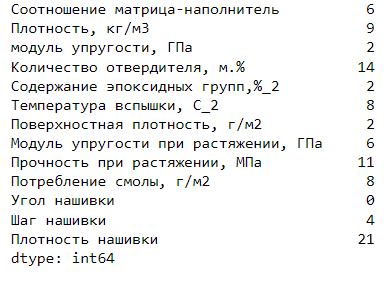 Соотношение матрица-наполнитель 6
Плотность, кг/м3 9
модуль упругости, ГПа 2
Количество отвердителя, м.% 14
Содержание эпоксидных групп,%_2 2
Температура вспышки, С_2 8
Поверхностная плотность, г/м2 2
Модуль упругости при растяжении, ГПа 6
Прочность при растяжении, МПа 11
Потребление смолы, г/м2 8
Угол нашивки 0
Шаг нашивки 4
Плотность нашивки 21
dtype: int64